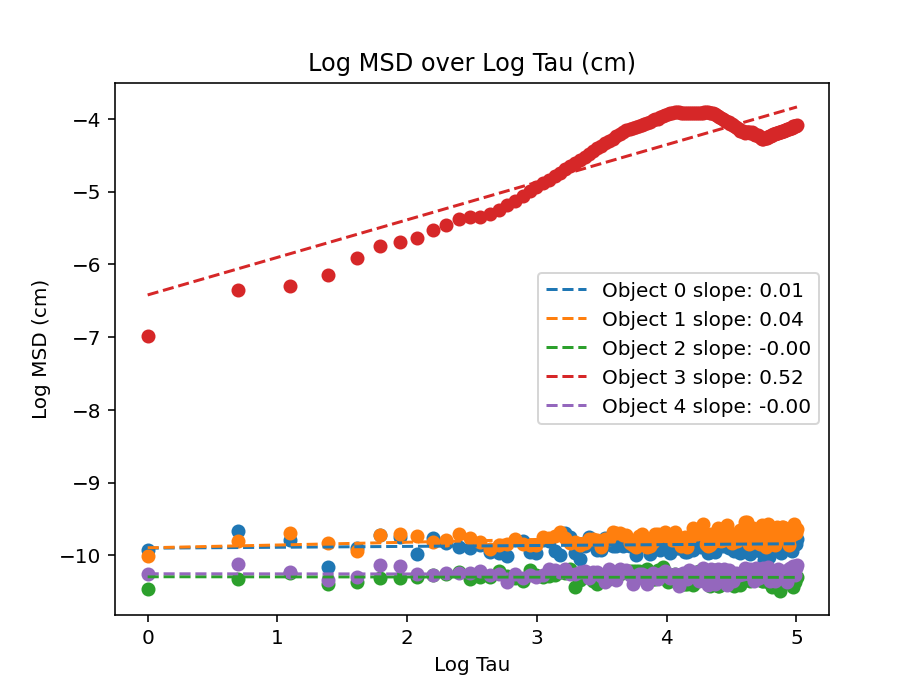 Log MSD over Log Tau (cm)
Log MSD (cm)
−4
−5
−6
−7
−8
−9
−10
Object 0 slope: 0.01
Object 1 slope: 0.04
Object 2 slope: -0.00
Object 3 slope: 0.52
Object 4 slope: -0.00
0 1 2 3 4 5
Log Tau